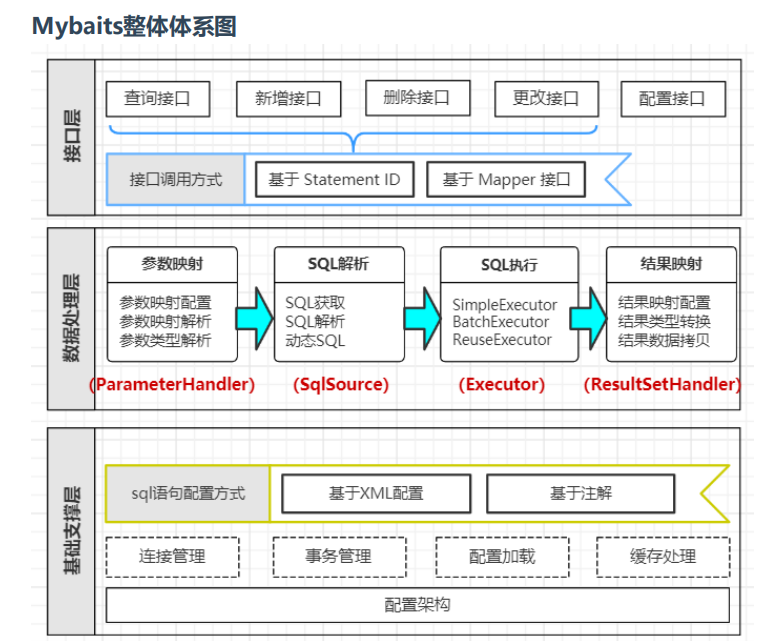 Mybaits整体体系图
接口层
查询接口
新增接口
删除接口
更改接口
配置接口
接口调用方式
基于 Statement ID
基于 Mapper 接口
数据处理层
参数映射
参数映射配置
参数映射解析
参数类型解析
(ParameterHandler)
SQL解析
SQL获取
SQL解析
动态SQL
(SqlSource)
SQL执行
SimpleExecutor
BatchExecutor
ReuseExecutor
(Executor)
结果映射
结果映射配置
结果类型转换
结果数据拷贝
(ResultSetHandler)
基础支撑层
sql语句配置方式
基于XML配置
基于注解
连接管理
事务管理
配置加载
缓存处理
配置架构